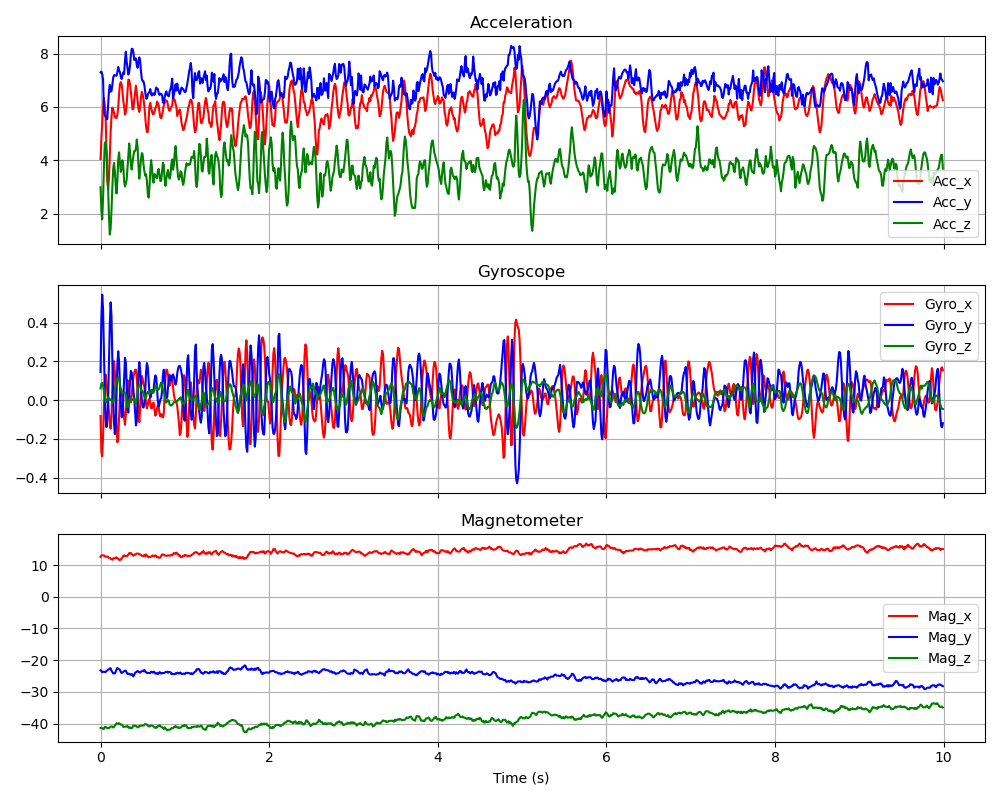 Acceleration
8
6
4
2
Acc_x
Acc_y
Acc_z
Gyroscope
0.4
0.2
0.0
−0.2
−0.4
Gyro_x
Gyro_y
Gyro_z
Magnetometer
10
0
−10
−20
−30
−40
Mag_x
Mag_y
Mag_z
0 2 4 6 8 10
Time (s)